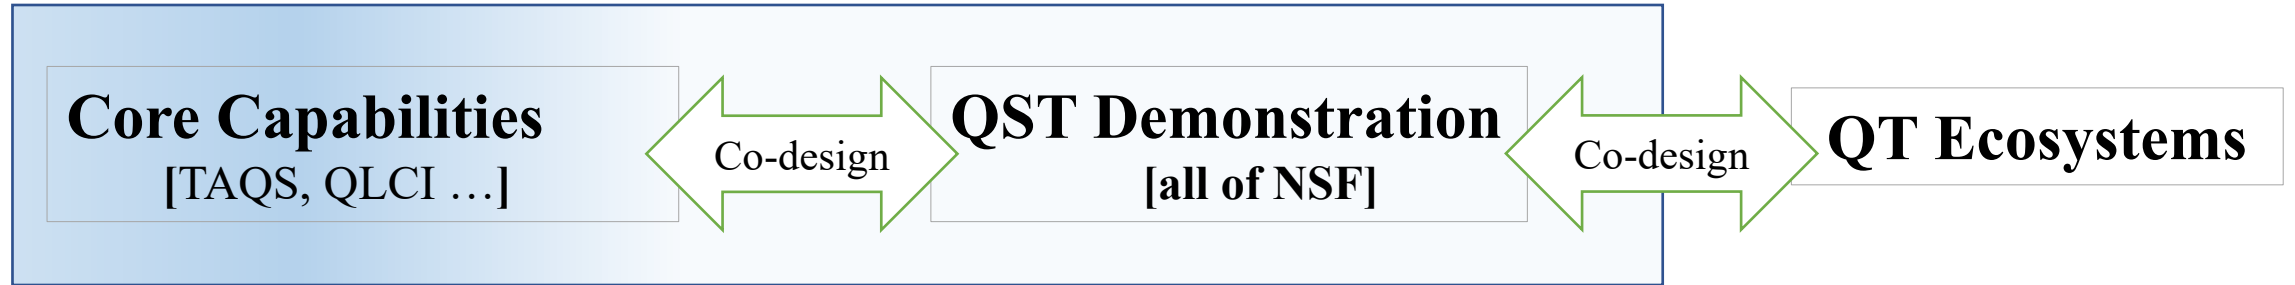 Core Capabilities
[TAQS, QLCI …]
Co-design
QST Demonstration
[all of NSF]
Co-design
QT Ecosystems